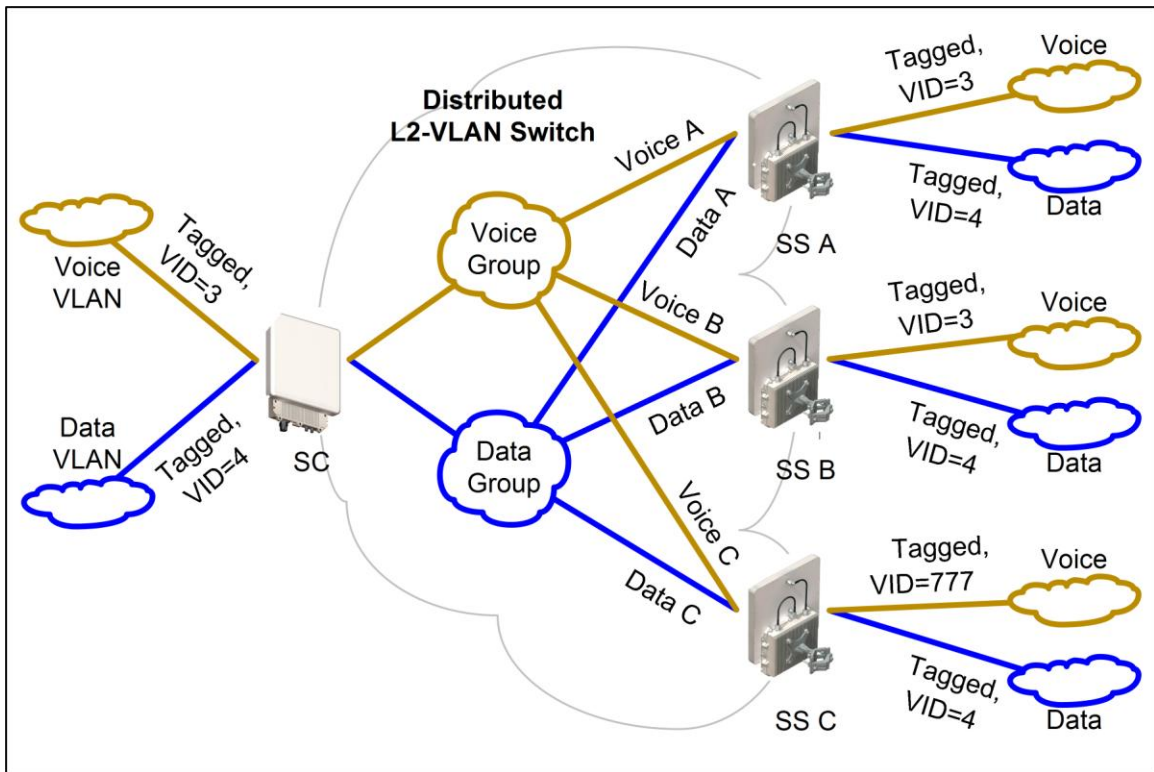 Distributed
L2-VLAN Switch
Tagged,
VID=3
Voice
VLAN
Data
VLAN
Tagged,
VID=4
SC
Voice
Group
Data
Group
Voice A
Data A
Voice B
Data B
Voice C
Data C
SS A
Tagged,
VID=3
Voice
Tagged,
VID=4
Data
SS B
Tagged,
VID=3
Voice
Tagged,
VID=4
Data
SS C
Tagged,
VID=777
Voice
Tagged,
VID=4
Data